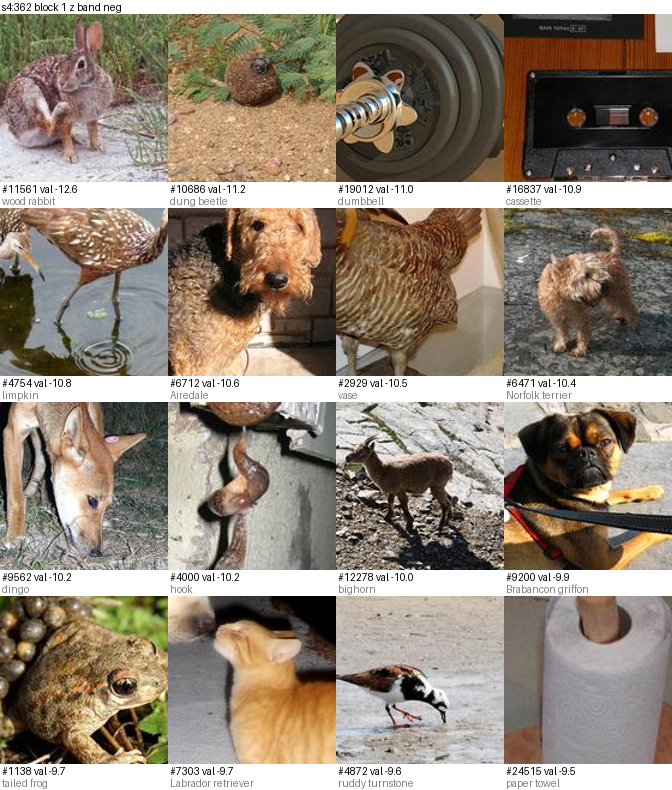 s4:362 block 1 z band neg
#11561 val -12.6
wood rabbit
#10686 val -11.2
dung beetle
#19012 val -11.0
dumbbell
#16837 val -10.9
cassette
#4754 val -10.8
limpkin
#6712 val -10.6
Airedale
#2929 val -10.5
vase
#6471 val -10.4
Norfolk terrier
#9562 val -10.2
dingo
#4000 val -10.2
hook
#12278 val -10.0
bighorn
#9200 val -9.9
Brabancon griffon
#1138 val -9.7
tailed frog
#7303 val -9.7
Labrador retriever
#4872 val -9.6
ruddy turnstone
#24515 val -9.5
paper towel